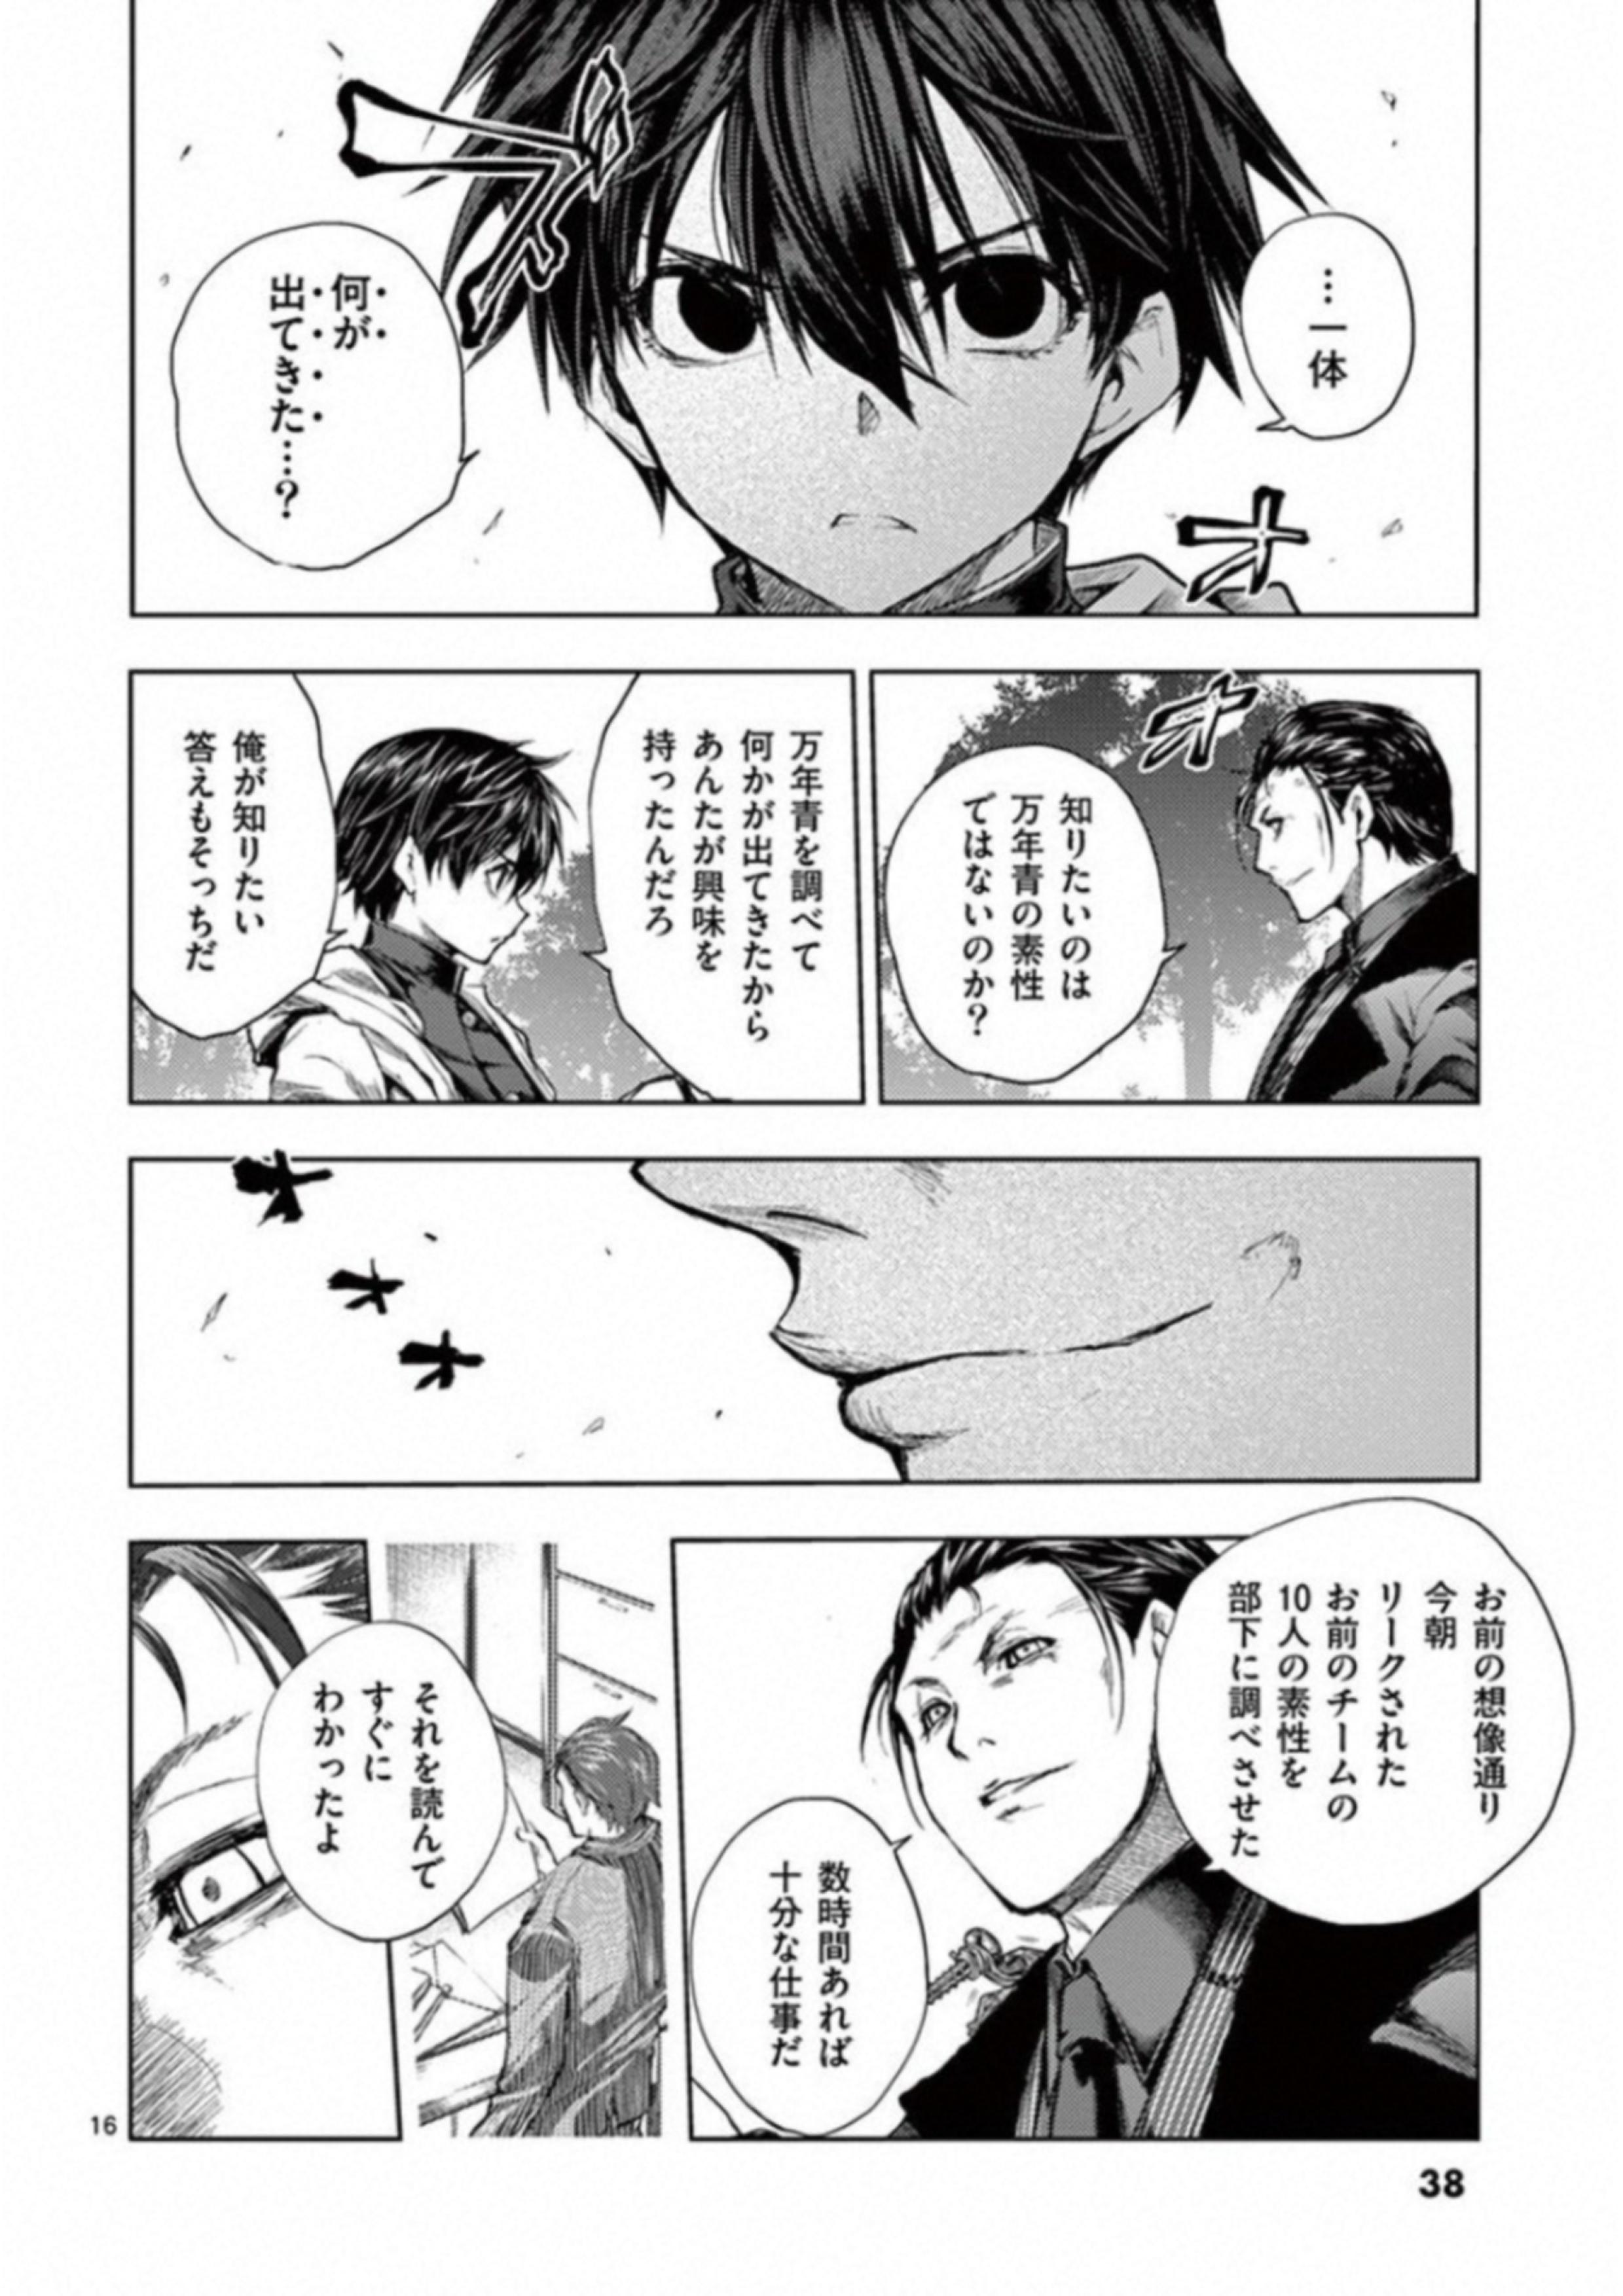 …一体
何が
出てきた…？
オ
オ
知りたいのは
万年青の素性
ではないのか？
万年青を調べて
何かが出てきたから
あんたが興味を
持ったんだろ
俺が知りたい
答えもそっちだ
オ
オ
オ
お前の想像通り
今朝
リークされた
お前のチームの
10人の素性を
部下に調べさせた
数時間あれば
十分な仕事だ
それを読んで
すぐに
わかったよ
16
38